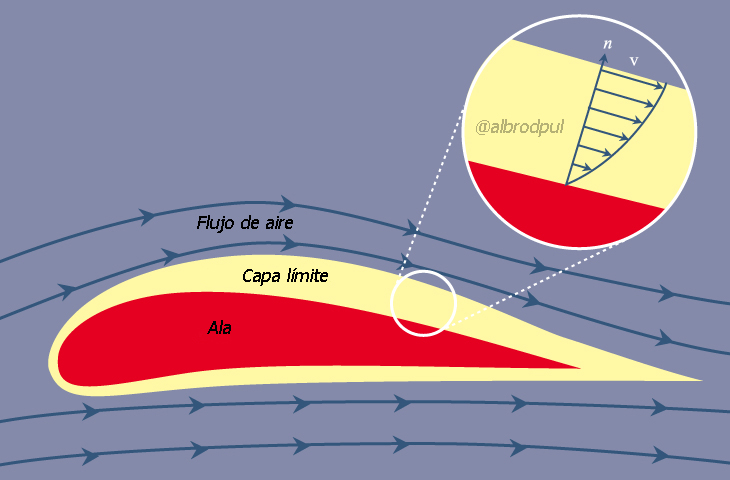 n
v
@albrodpul
Flujo de aire
Capa límite
Ala